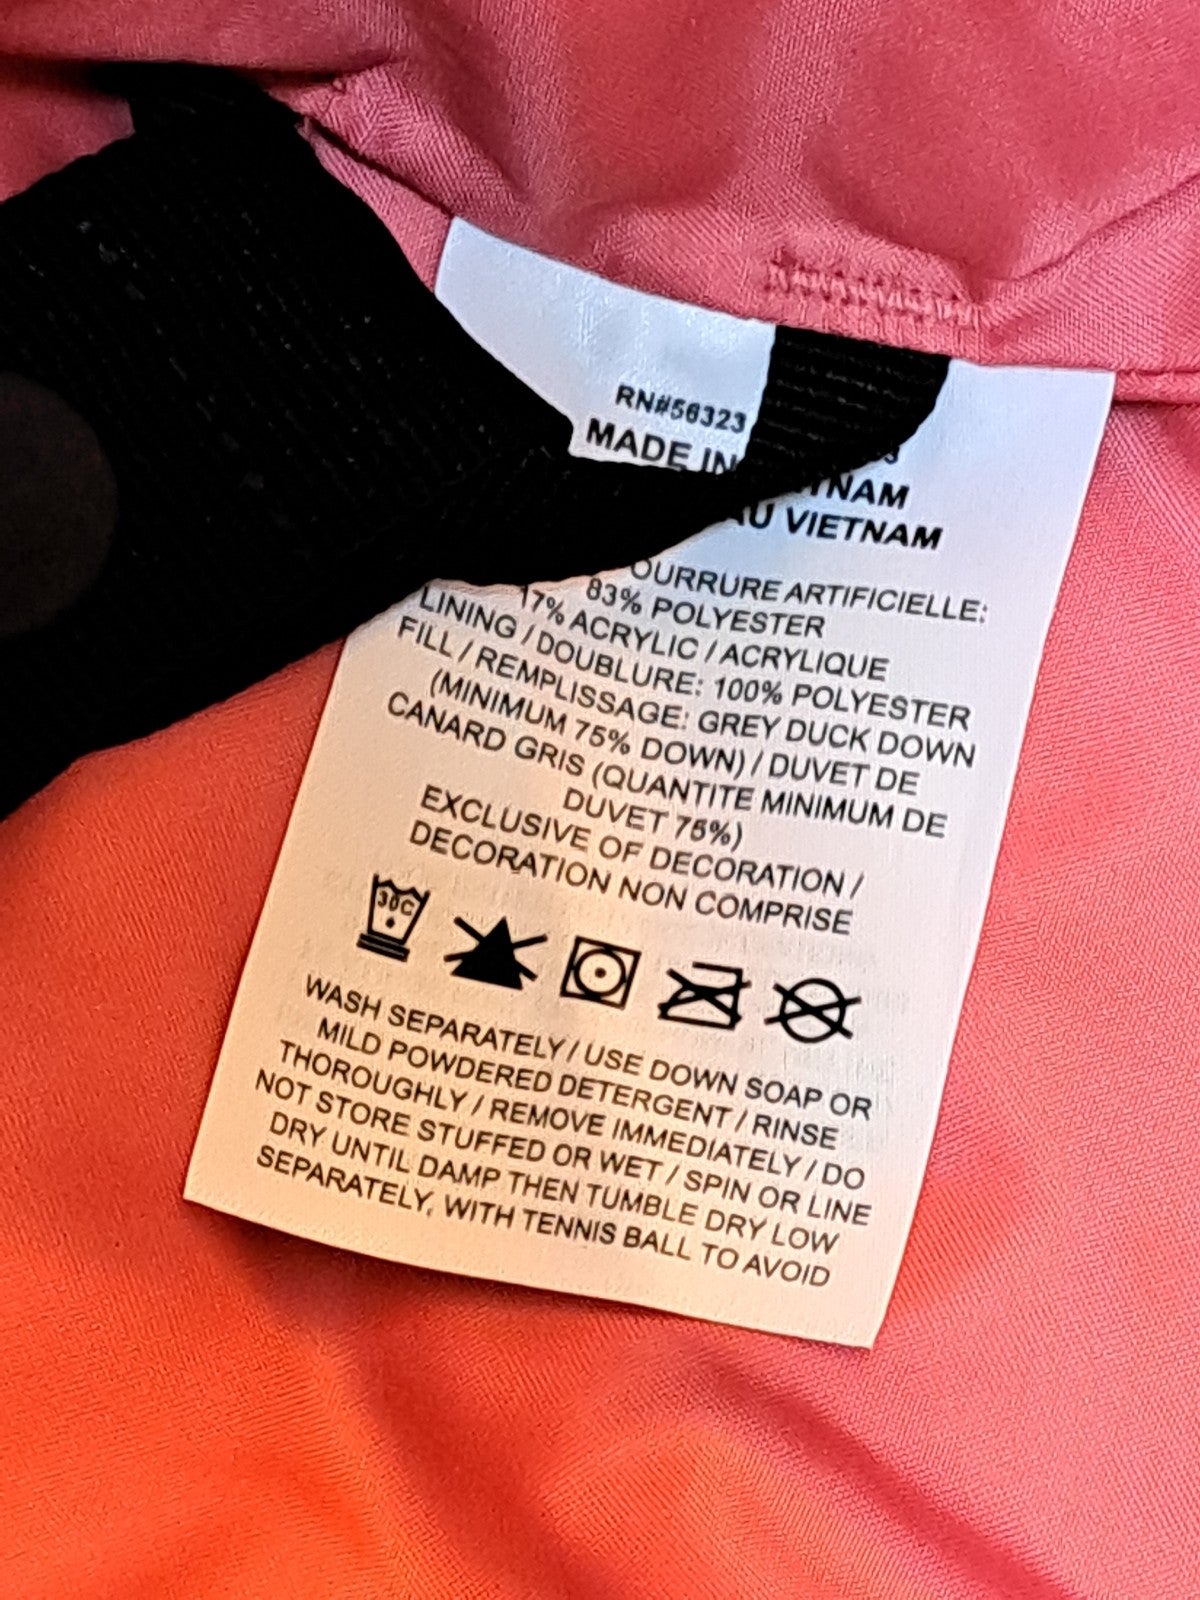 RN#56323
MADE IN
AU VIETNAM
83% POLYESTER
17% ACRYLIC / ACRYLIQUE
LINING / DOUBLURE: 100% POLYESTER
FILL / REMPLISSAGE: GREY DUCK DOWN
(MINIMUM 75% DOWN) / DUVET DE
CANARD GRIS (QUANTITE MINIMUM DE
DUVET 75%)
EXCLUSIVE OF DECORATION /
DECORATION NON COMPRISE
30C
WASH SEPARATELY / USE DOWN SOAP OR
MILD POWDERED DETERGENT / RINSE
THOROUGHLY / REMOVE IMMEDIATELY / DO
NOT STORE STUFFED OR WET / SPIN OR LINE
DRY UNTIL DAMP THEN TUMBLE DRY LOW
SEPARATELY, WITH TENNIS BALL TO AVOID